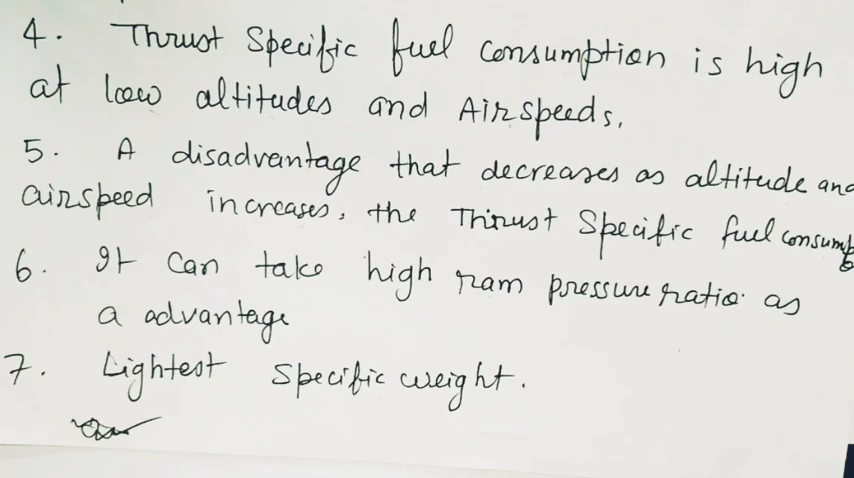 4. Thrust Specific fuel consumption is high
at low altitudes and Airspeeds.
5. A disadvantage that decreases as altitude and
airspeed increases, the Thrust Specific fuel consump
6. It can take high ram pressure ratio as
a advantage
7. Lightest Specific weight.